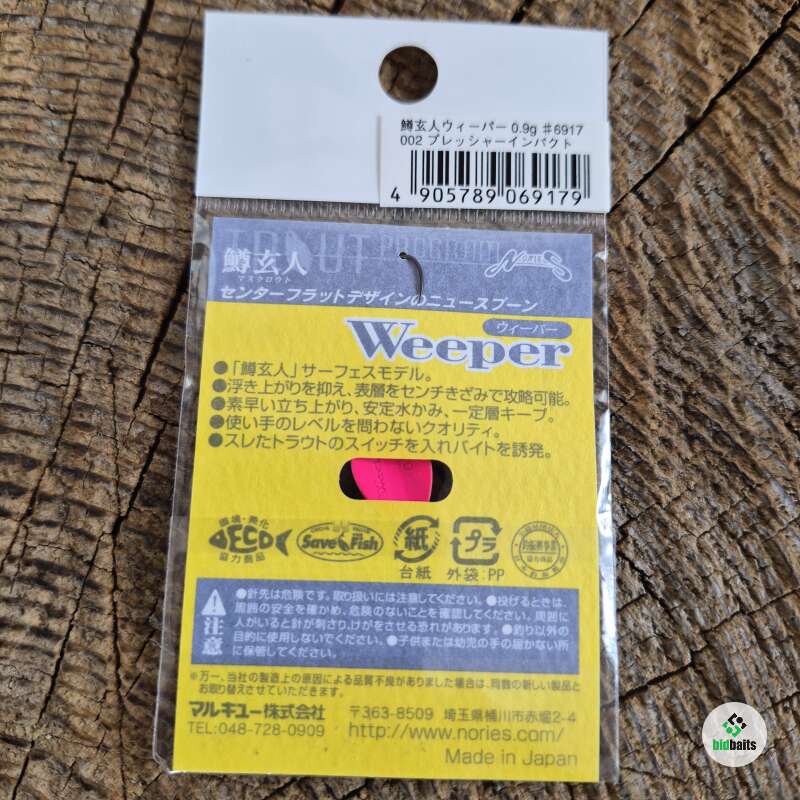 鱒玄人ウィーパー 0.9g #6917
002 プレッシャーインパクト
4 905789 069179
TROUT PROGRAM
鱒玄人
マスクロウト
NORIES
センターフラットデザインのニュースプーン
Weeper
ウィーパー
●「鱒玄人」サーフェスモデル。
●浮き上がりを抑え、表層をセンチきざみで攻略可能。
●素早い立ち上がり、安定水かみ、一定層キープ。
●使い手のレベルを問わないクオリティ。
●スレたトラウトのスイッチを入れバイトを誘発。
環境・美化
ECO
協力商品
Save Fish
紙
台紙
プラ
外袋:PP
協力商品
注意
●針先は危険です。取り扱いには注意してください。●投げるときは、
周囲の安全を確かめ、危険のないことを確認してください。周囲に
人がいると針が刺さり、けがをさせる恐れがあります。●釣り以外の
目的に使用しないでください。●子供または幼児の手の届かない所
に保管してください。
※万一、当社の製造上の原因による品質不良がありました場合は、同数の新しい製品と
お取り替えさせていただきます。
マルキユー株式会社 〒363-8509 埼玉県桶川市赤堀2-4
TEL:048-728-0909 http://www.nories.com/
Made in Japan
bidbaits